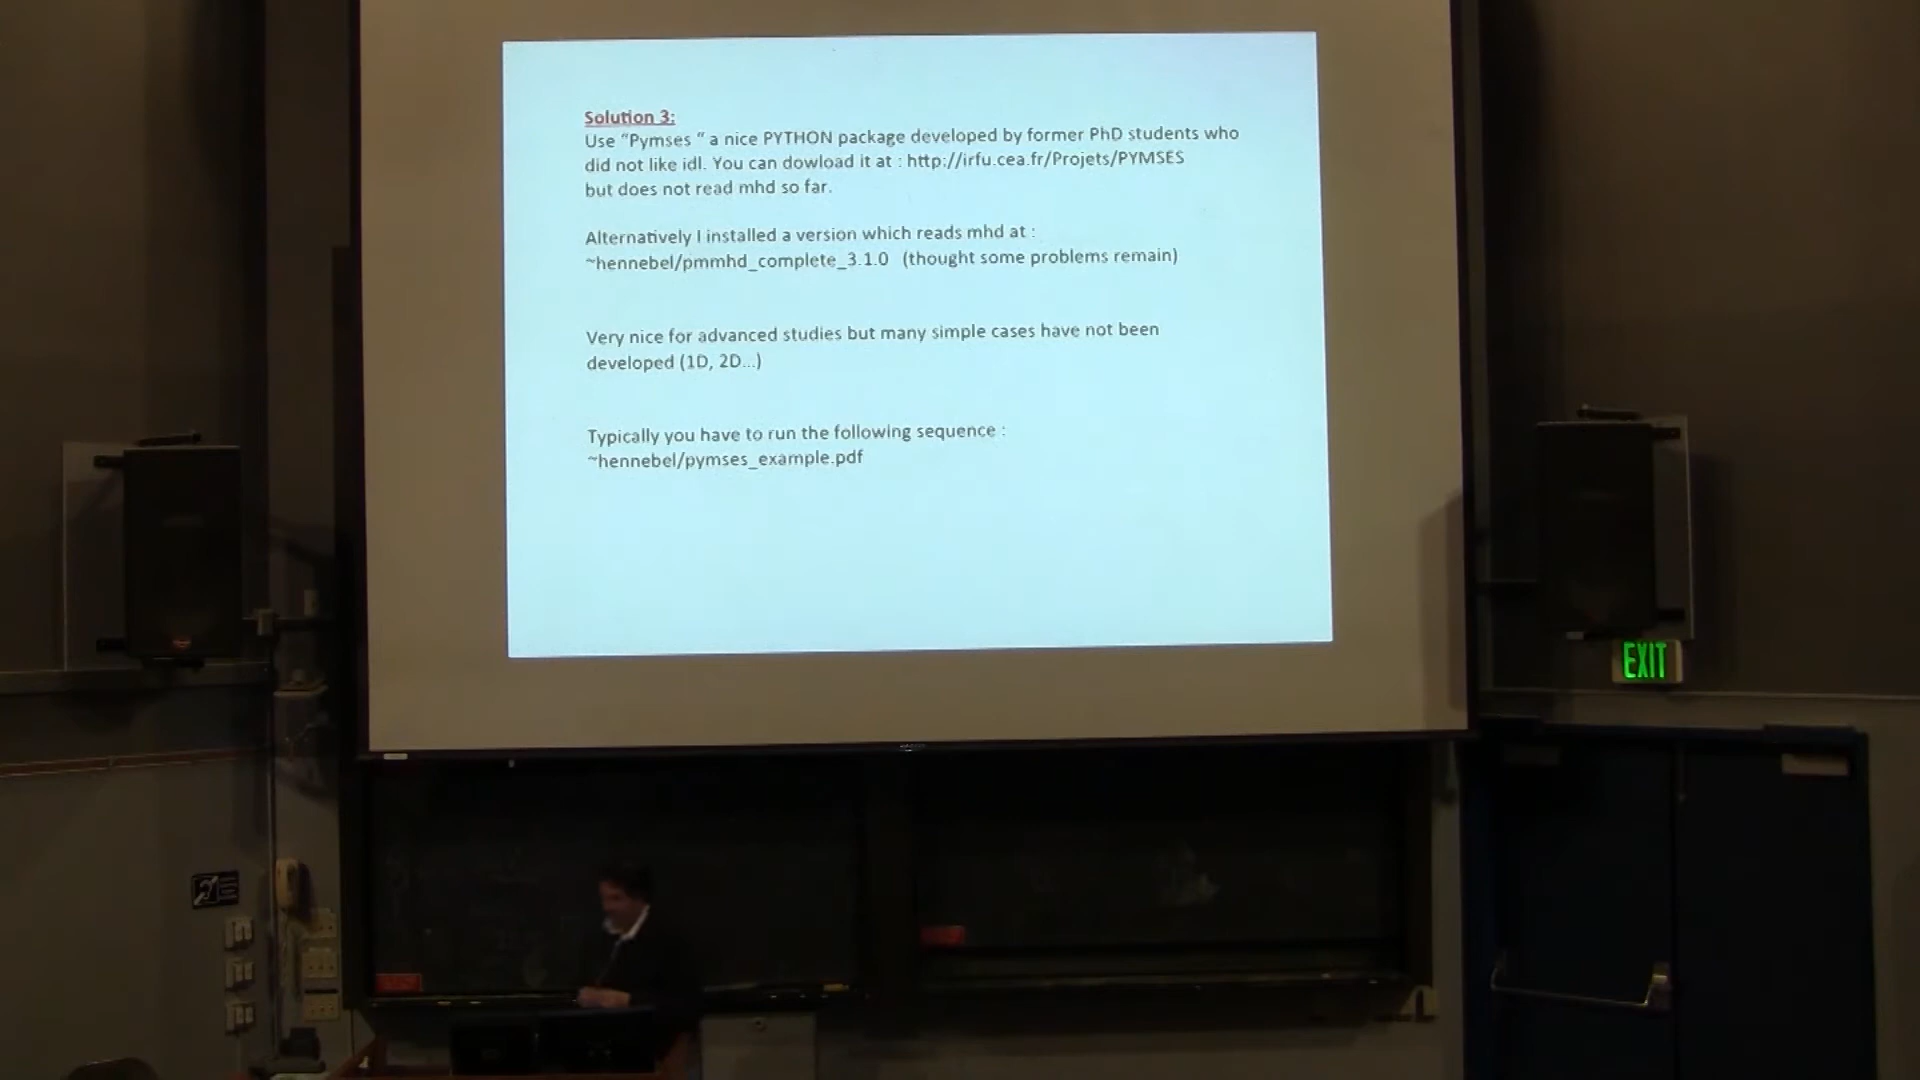 Solution 3:
Use “Pymses “ a nice PYTHON package developed by former PhD students who
did not like idl. You can dowload it at : http://irfu.cea.fr/Projets/PYMSES
but does not read mhd so far.
Alternatively I installed a version which reads mhd at :
~hennebel/pmmhd_complete_3.1.0 (thought some problems remain)
Very nice for advanced studies but many simple cases have not been
developed (1D, 2D...)
Typically you have to run the following sequence :
~hennebel/pymses_example.pdf
EXIT